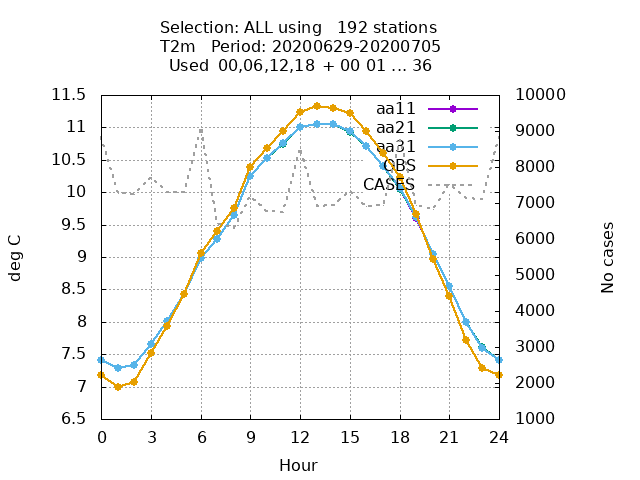 Selection: ALL using   192 stations
T2m   Period: 20200629-20200705
Used  00,06,12,18 + 00 01 ... 36
11.5
11
10.5
10
9.5
9
8.5
8
7.5
7
6.5
deg C
aa11
aa21
aa31
OBS
CASES
10000
9000
8000
7000
6000
5000
4000
3000
2000
1000
No cases
0 3 6 9 12 15 18 21 24
Hour